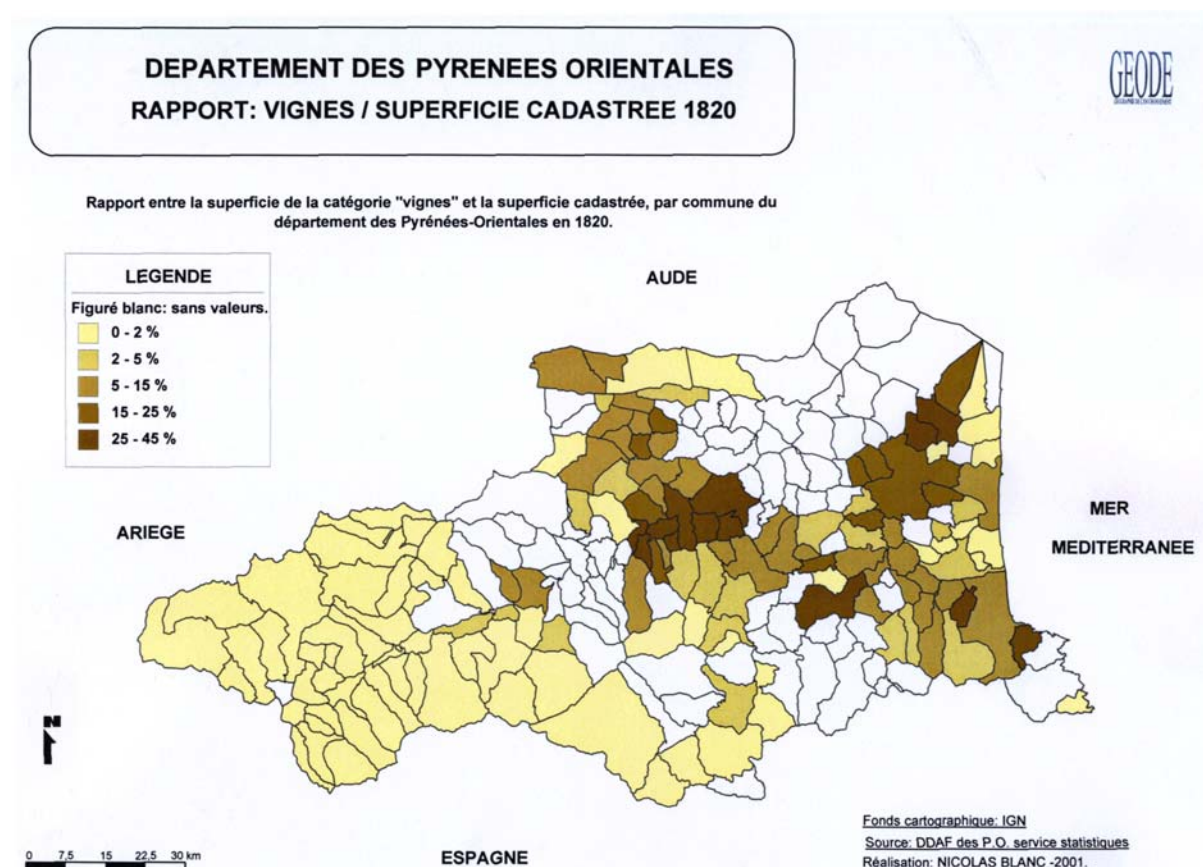 DEPARTEMENT DES PYRENEES ORIENTALES
RAPPORT: VIGNES / SUPERFICIE CADASTREE 1820
GEODE
Rapport entre la superficie de la catégorie "vignes" et la superficie cadastrée, par commune du
département des Pyrénées-Orientales en 1820.
LEGENDE
Figuré blanc: sans valeurs.
0 - 2 %
2 - 5 %
5 - 15 %
15 - 25 %
25 - 45 %
AUDE
ARIEGE
MER
MEDITERRANEE
N
ESPAGNE
0 7,5 15 22,5 30 km
Fonds cartographique: IGN
Source: DDAF des P.O. service statistiques
Réalisation: NICOLAS BLANC -2001.